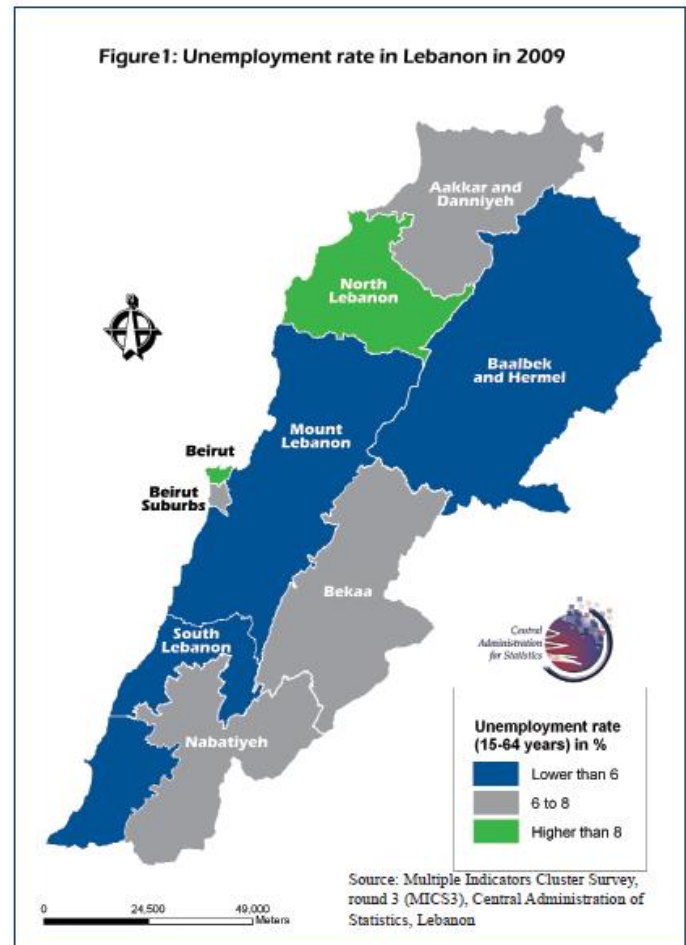 Figure1: Unemployment rate in Lebanon in 2009
Aakkar and
Danniyeh
North
Lebanon
Baalbek
and Hermel
Mount
Lebanon
Beirut
Beirut
Suburbs
Bekaa
South
Lebanon
Nabatiyeh
Central
Administration
for Statistics
Unemployment rate
(15-64 years) in %
Lower than 6
6 to 8
Higher than 8
Source: Multiple Indicators Cluster Survey,
round 3 (MICS3), Central Administration of
Statistics, Lebanon
0 24,500 49,000
Meters